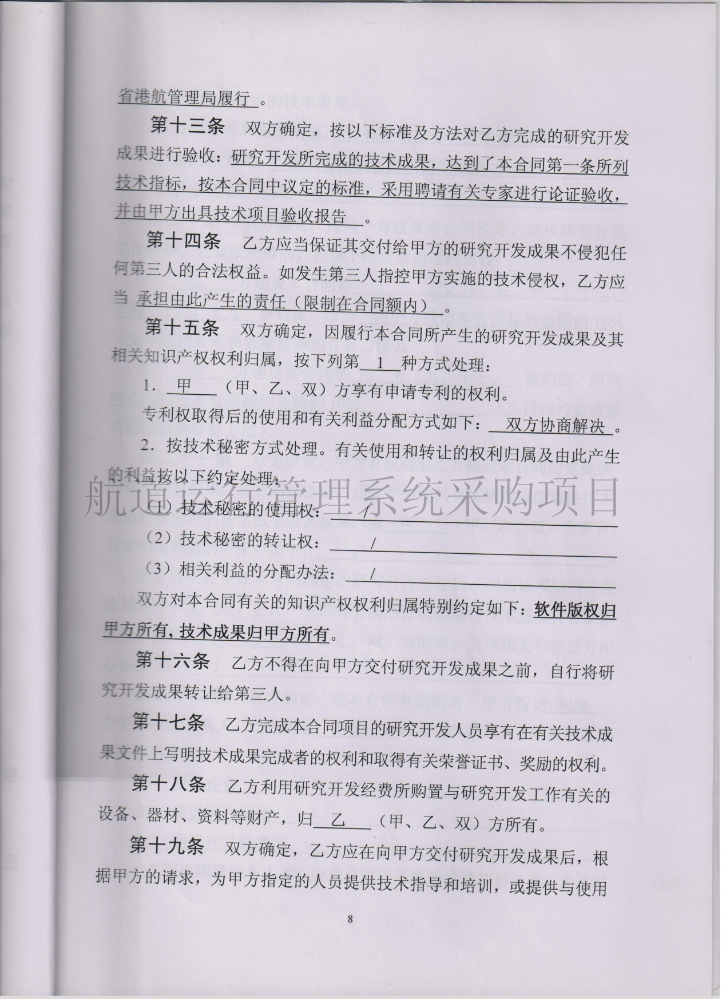 省港航管理局履行 。
第十三条 双方确定，按以下标准及方法对乙方完成的研究开发
成果进行验收：研究开发所完成的技术成果，达到了本合同第一条所列
技术指标，按本合同中议定的标准，采用聘请有关专家进行论证验收，
并由甲方出具技术项目验收报告 。
第十四条 乙方应当保证其交付给甲方的研究开发成果不侵犯任
何第三人的合法权益。如发生第三人指控甲方实施的技术侵权，乙方应
当 承担由此产生的责任（限制在合同额内） 。
第十五条 双方确定，因履行本合同所产生的研究开发成果及其
相关知识产权权利归属，按下列第 1 种方式处理：
1． 甲 （甲、乙、双）方享有申请专利的权利。
专利权取得后的使用和有关利益分配方式如下： 双方协商解决 。
2．按技术秘密方式处理。有关使用和转让的权利归属及由此产生
的利益按以下约定处理：
航道运行管理系统采购项目
（1）技术秘密的使用权： /
（2）技术秘密的转让权： /
（3）相关利益的分配办法： /
双方对本合同有关的知识产权权利归属特别约定如下：软件版权归
甲方所有, 技术成果归甲方所有。
第十六条 乙方不得在向甲方交付研究开发成果之前，自行将研
究开发成果转让给第三人。
第十七条 乙方完成本合同项目的研究开发人员享有在有关技术成
果文件上写明技术成果完成者的权利和取得有关荣誉证书、奖励的权利。
第十八条 乙方利用研究开发经费所购置与研究开发工作有关的
设备、器材、资料等财产，归 乙 （甲、乙、双）方所有。
第十九条 双方确定，乙方应在向甲方交付研究开发成果后，根
据甲方的请求，为甲方指定的人员提供技术指导和培训，或提供与使用
8